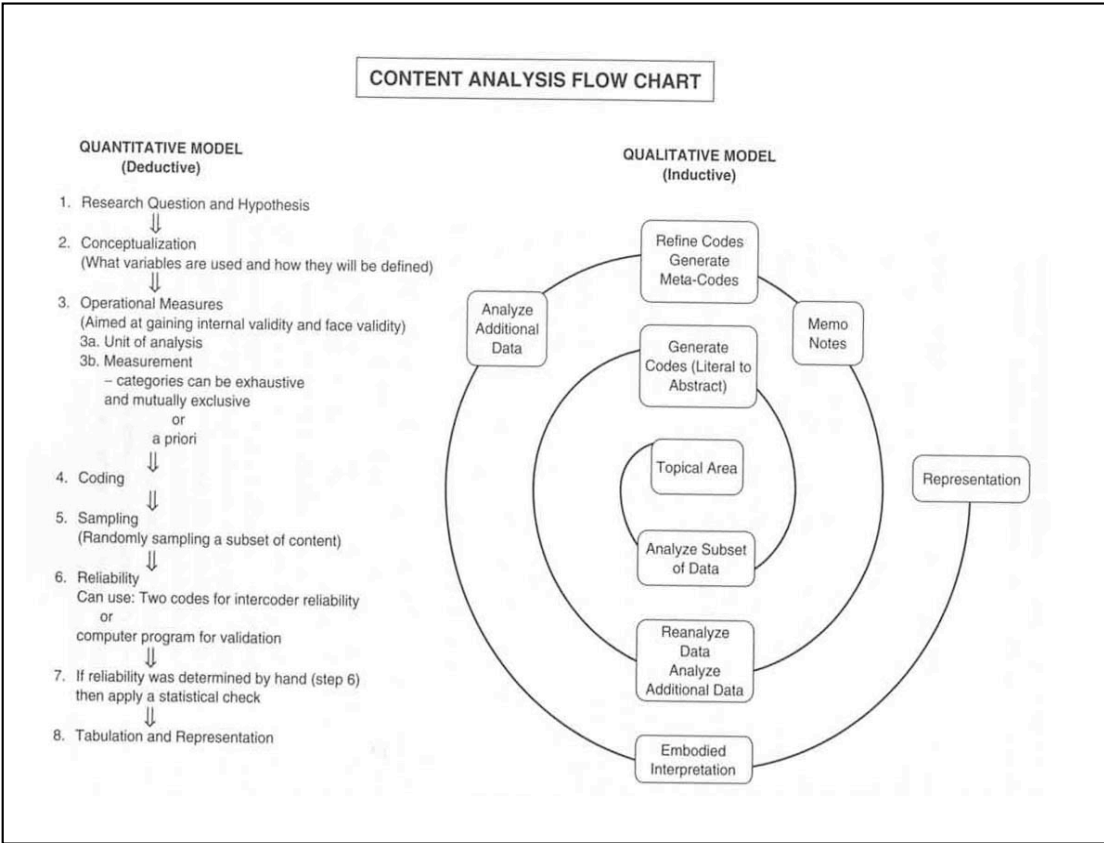 CONTENT ANALYSIS FLOW CHART
QUANTITATIVE MODEL
(Deductive)
1. Research Question and Hypothesis
⇓
2. Conceptualization
(What variables are used and how they will be defined)
⇓
3. Operational Measures
(Aimed at gaining internal validity and face validity)
3a. Unit of analysis
3b. Measurement
– categories can be exhaustive
and mutually exclusive
or
a priori
⇓
4. Coding
⇓
5. Sampling
(Randomly sampling a subset of content)
⇓
6. Reliability
Can use: Two codes for intercoder reliability
or
computer program for validation
⇓
7. If reliability was determined by hand (step 6)
then apply a statistical check
⇓
8. Tabulation and Representation
QUALITATIVE MODEL
(Inductive)
Refine Codes
Generate
Meta-Codes
Analyze
Additional
Data
Memo
Notes
Generate
Codes (Literal to
Abstract)
Topical Area
Representation
Analyze Subset
of Data
Reanalyze
Data
Analyze
Additional Data
Embodied
Interpretation